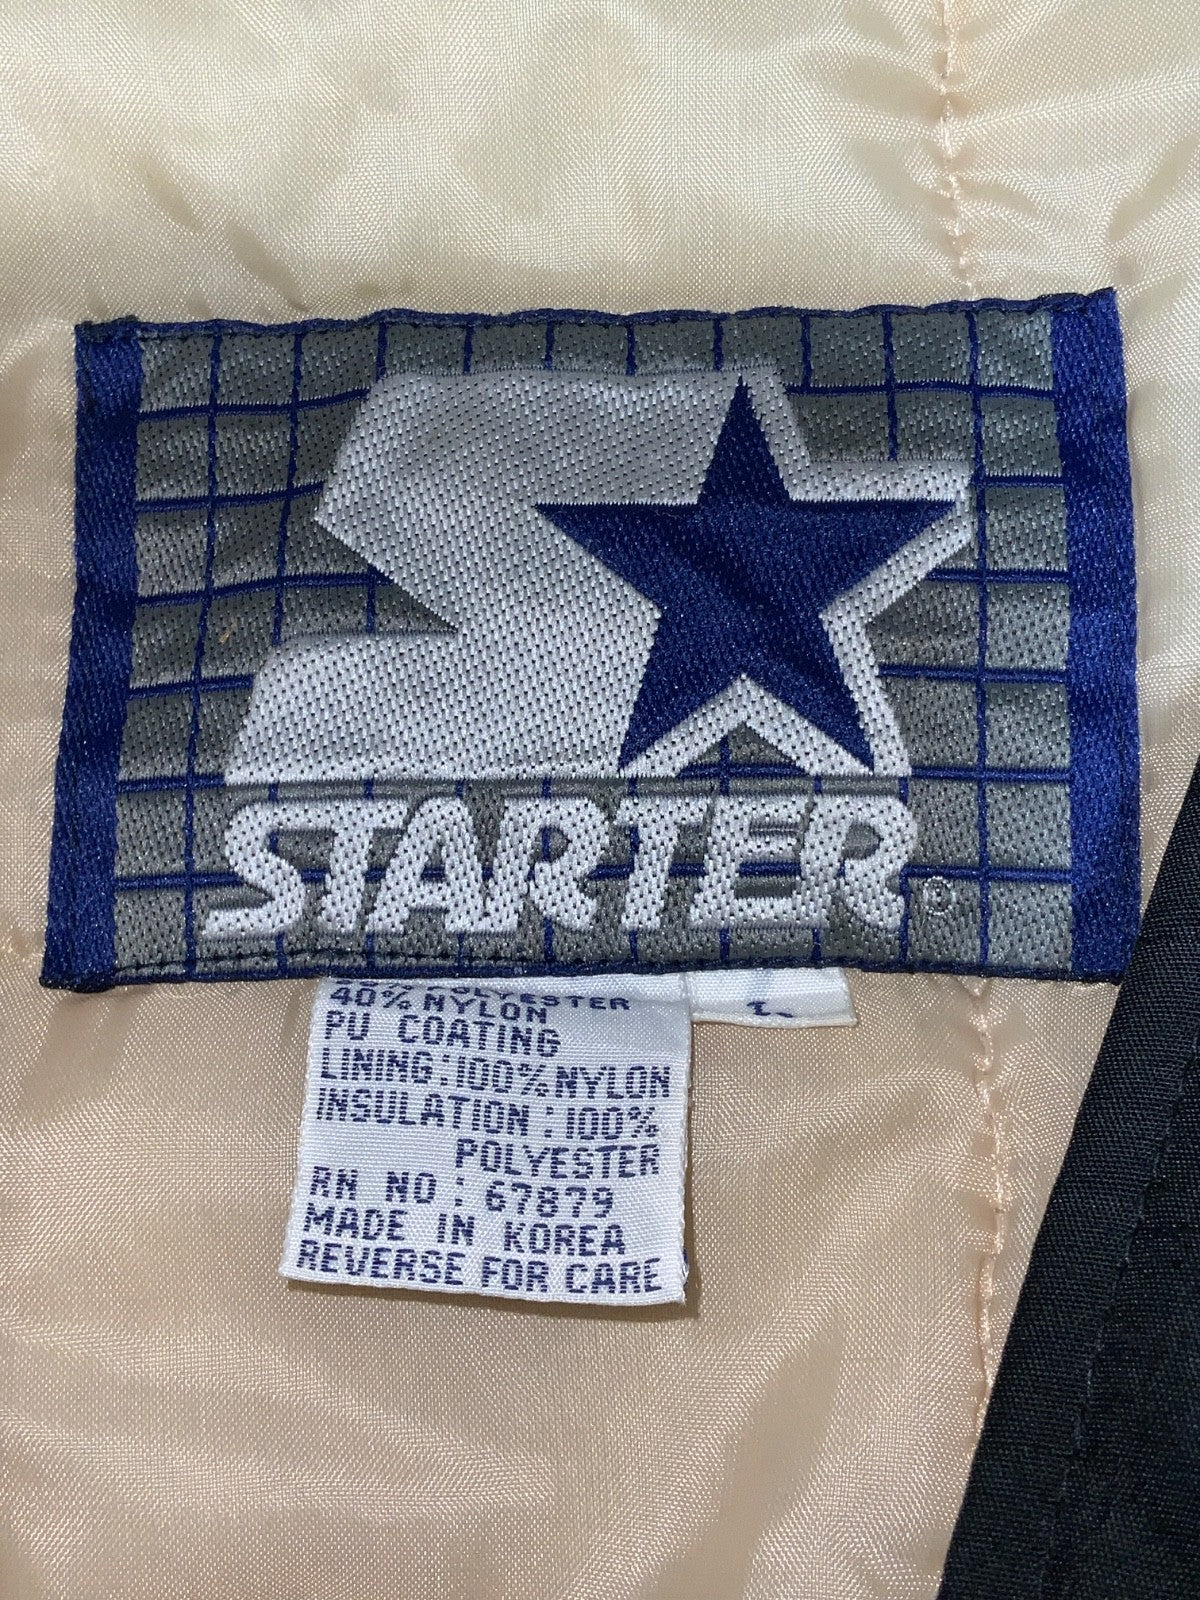 STARTER®
POLYESTER
40% NYLON
PU COATING
LINING:100% NYLON
INSULATION:100%
POLYESTER
RN NO: 67879
MADE IN KOREA
REVERSE FOR CARE
L